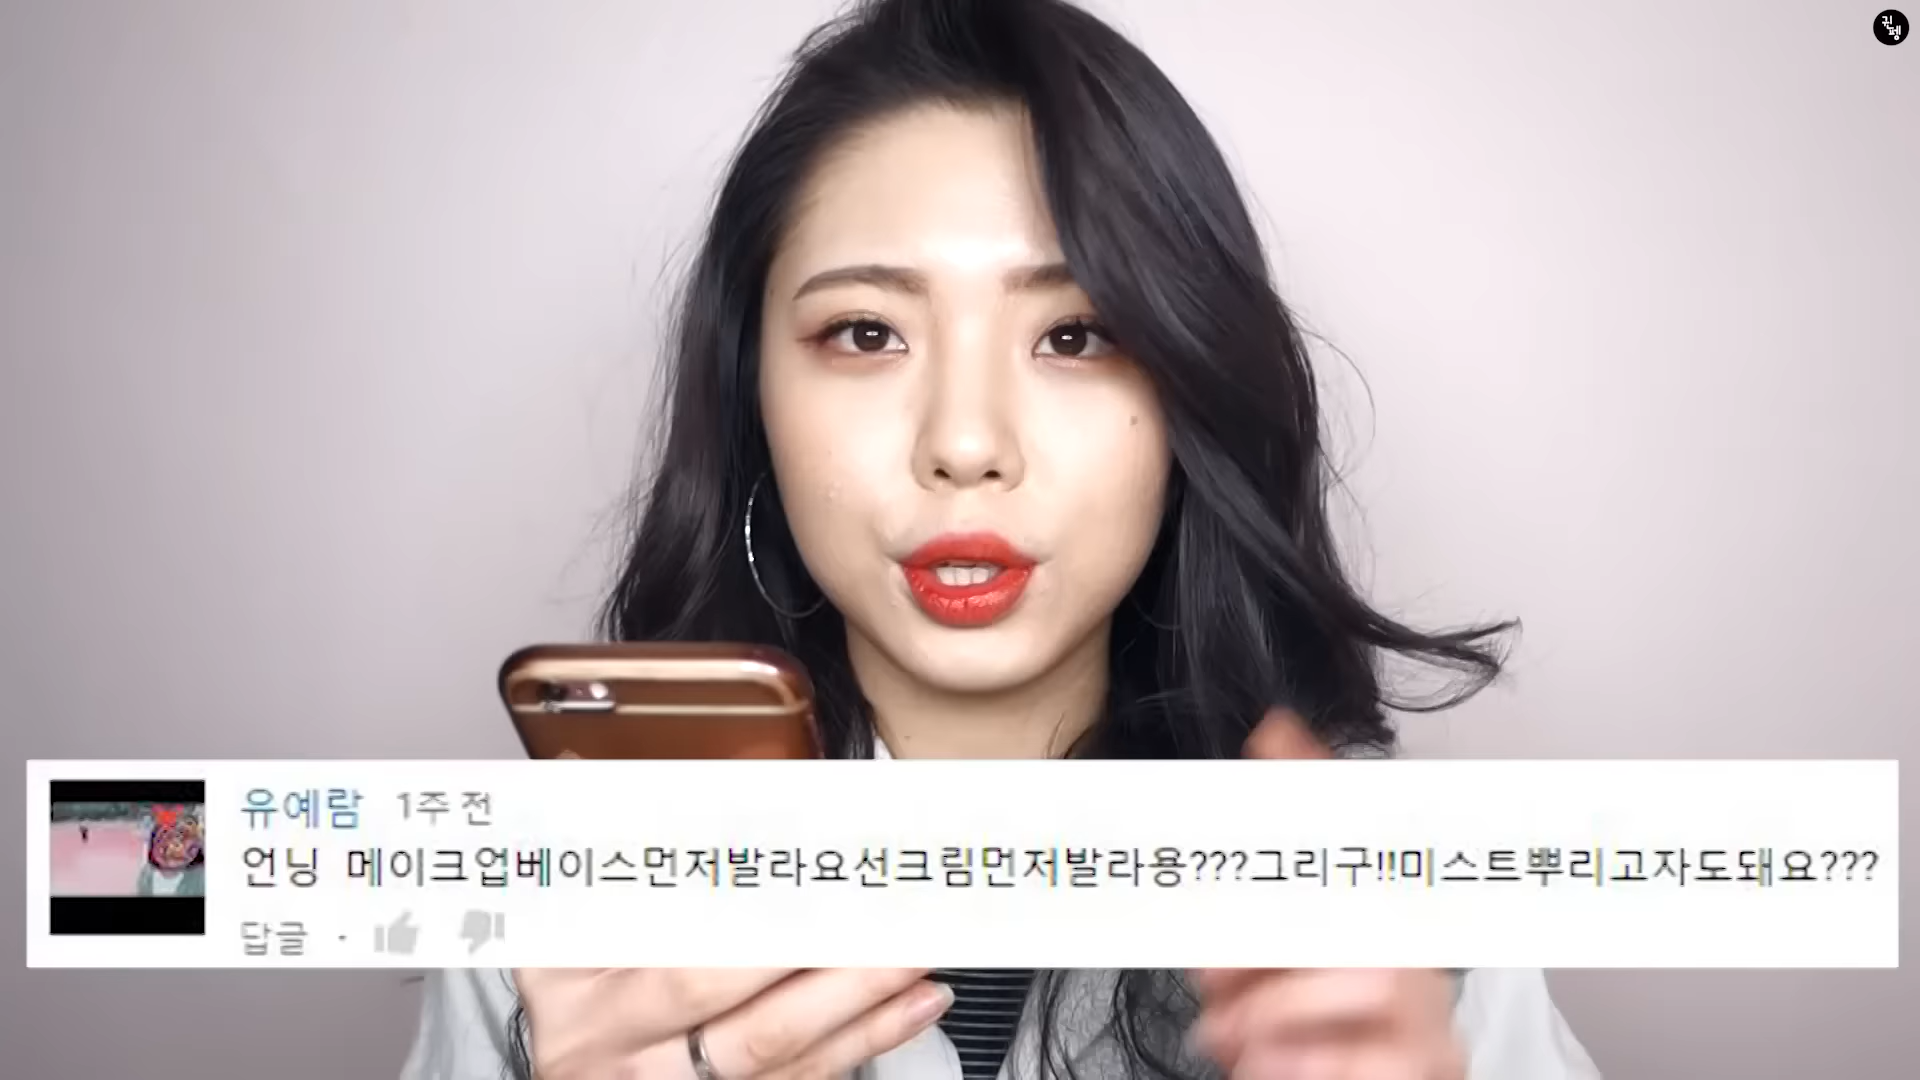 귄펭
유예람 1주 전
언닝 메이크업베이스먼저발라요선크림먼저발라용???그리구!!미스트뿌리고자도돼요???
답글 ·